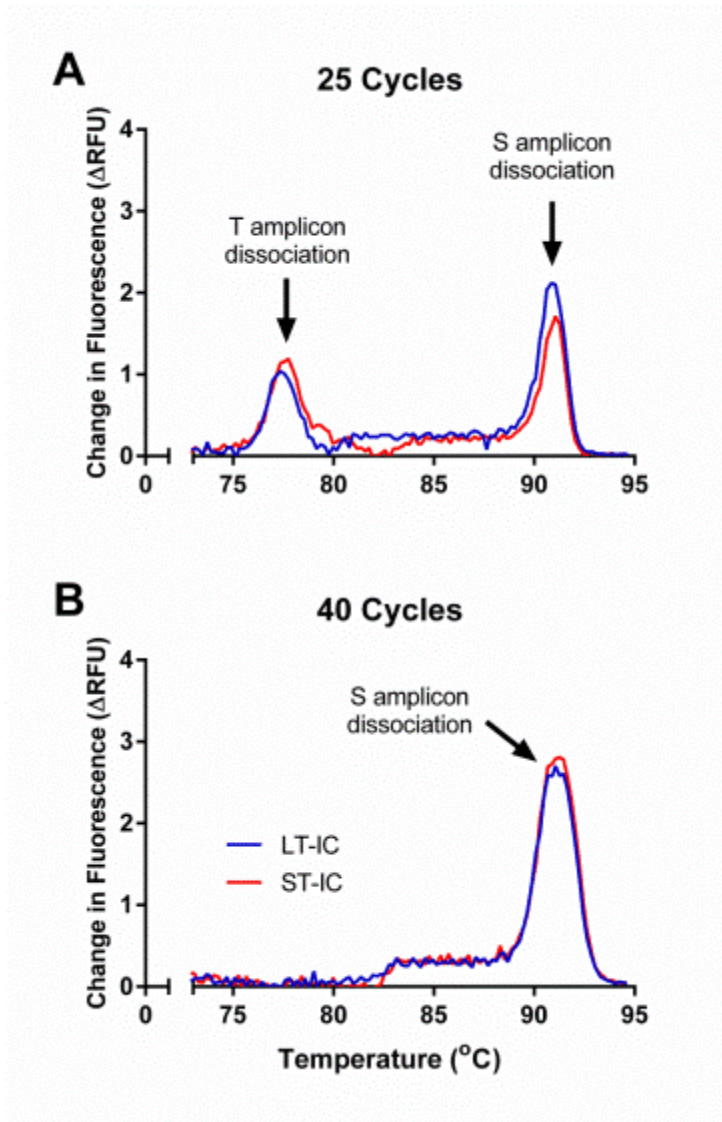 A
25 Cycles
Change in Fluorescence (ΔRFU)
4
3
2
1
0
T amplicon
dissociation
S amplicon
dissociation
0 75 80 85 90 95
B
40 Cycles
Change in Fluorescence (ΔRFU)
4
3
2
1
0
S amplicon
dissociation
LT-IC
ST-IC
0 75 80 85 90 95
Temperature (°C)